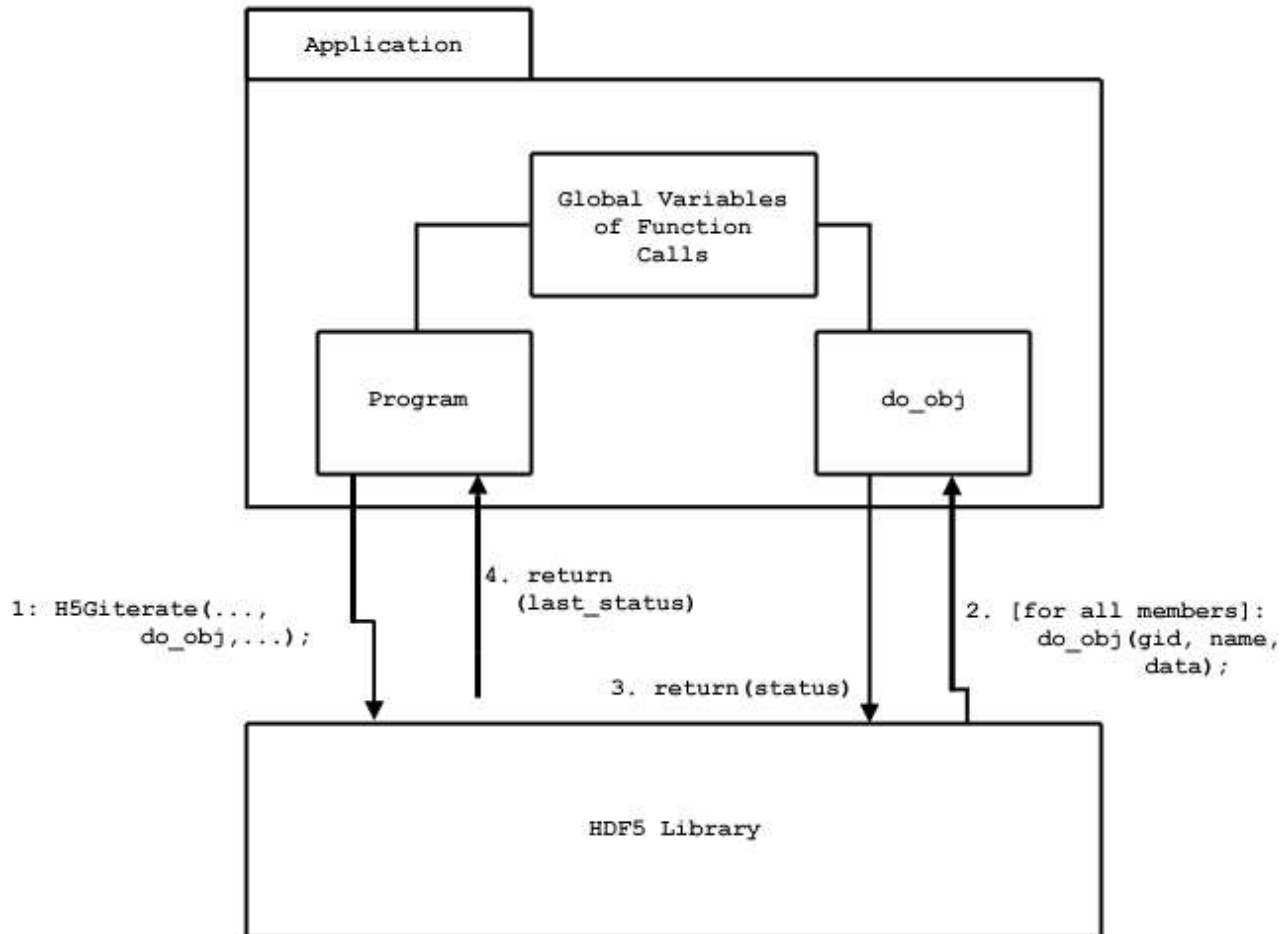 Application
Global Variables
of Function
Calls
Program
do_obj
1: H5Giterate(...,
do_obj,...);
4. return
(last_status)
2. [for all members]:
do_obj(gid, name,
data);
3. return(status)
HDF5 Library